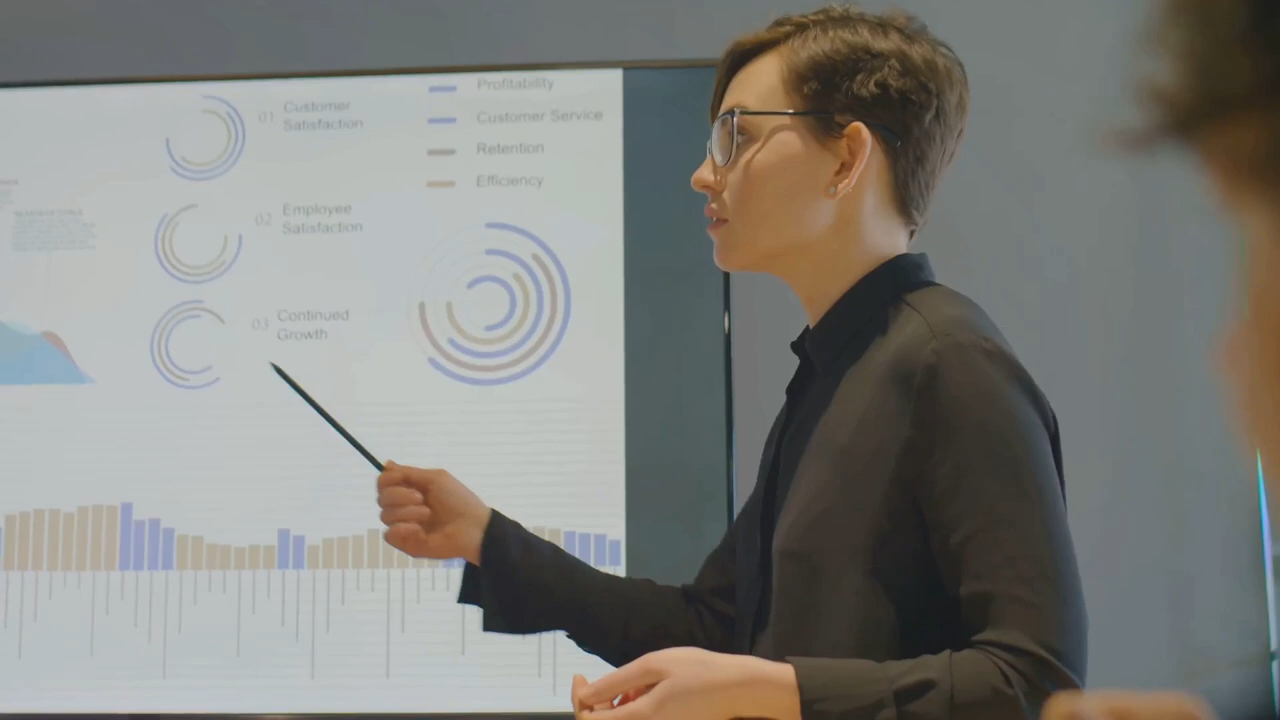 01 Customer
Satisfaction
02 Employee
Satisfaction
03 Continued
Growth
Profitability
Customer Service
Retention
Efficiency